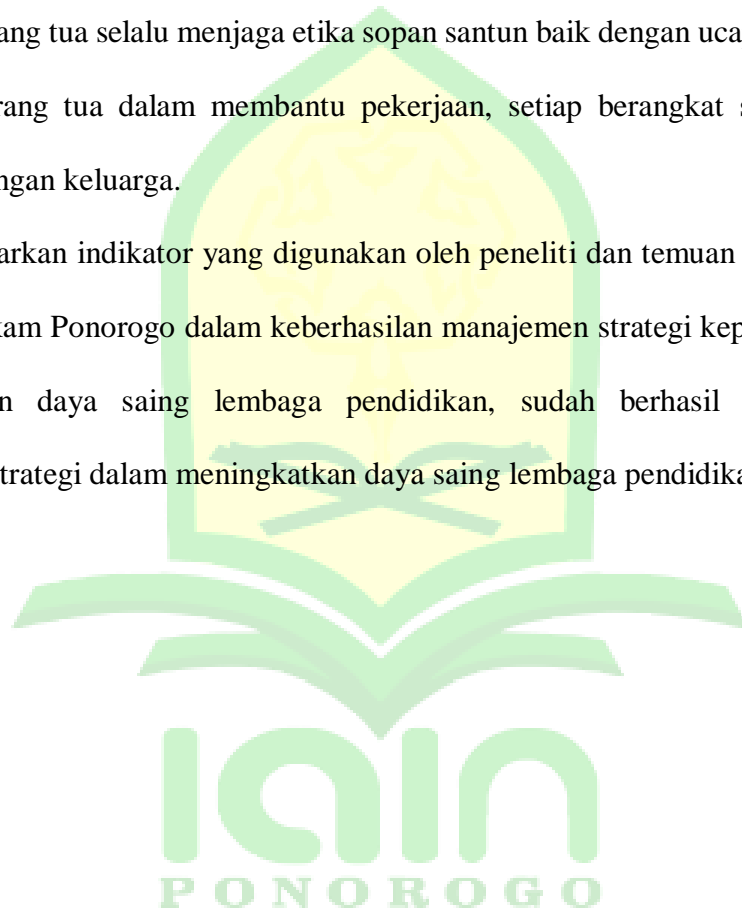 ang tua selalu menjaga etika sopan santun baik dengan uca
rang tua dalam membantu pekerjaan, setiap berangkat s
ngan keluarga.
arkan indikator yang digunakan oleh peneliti dan temuan
kam Ponorogo dalam keberhasilan manajemen strategi kep
n daya saing lembaga pendidikan, sudah berhasil
trategi dalam meningkatkan daya saing lembaga pendidika
iain
PONOROGO